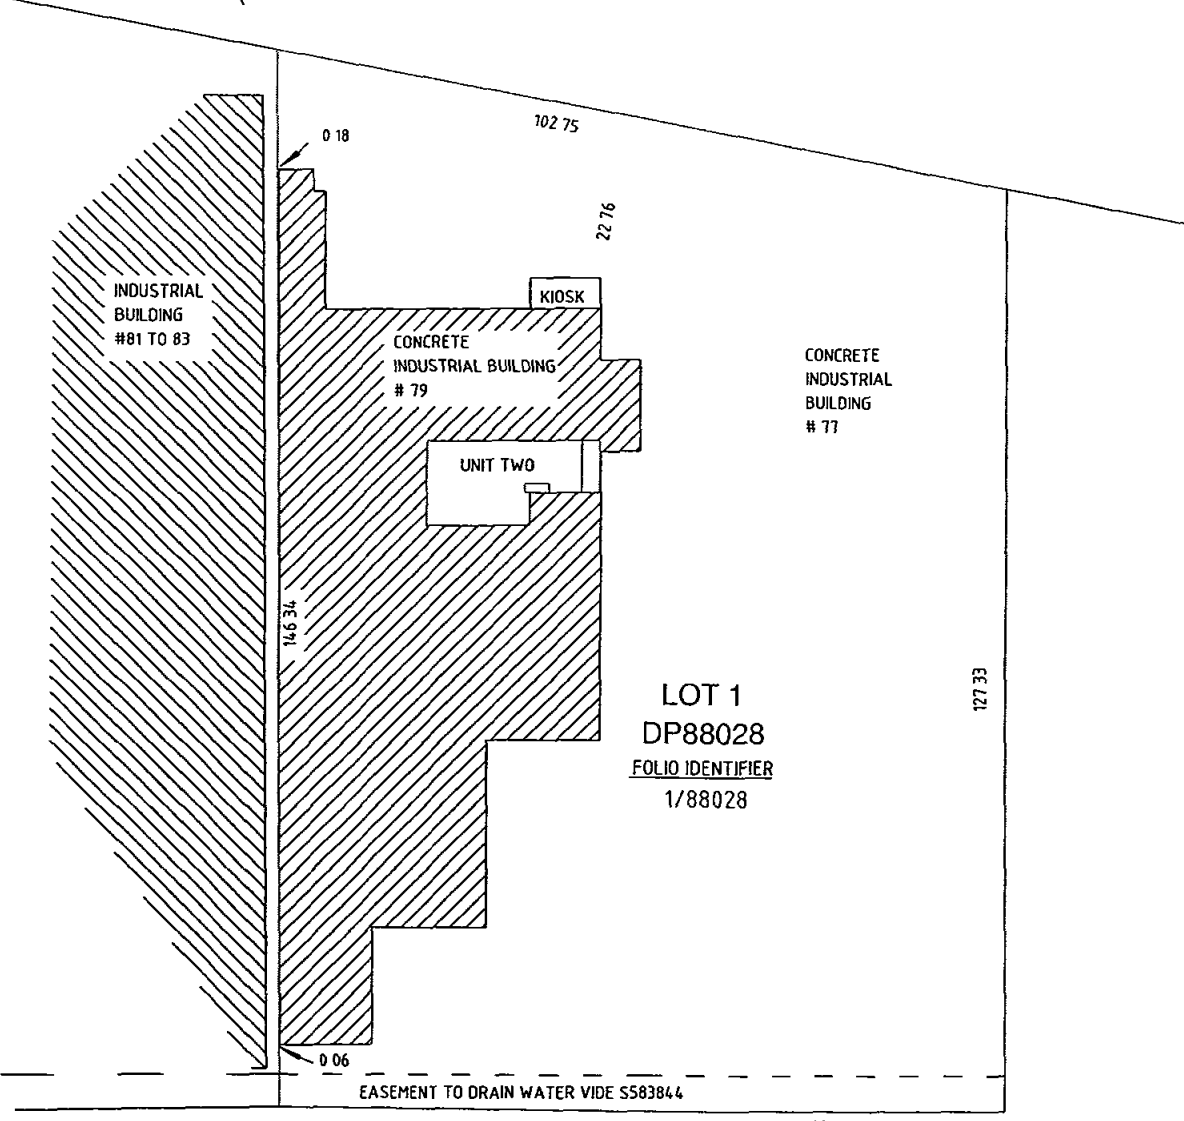 102 75
0 18
22 76
INDUSTRIAL
BUILDING
#81 TO 83
KIOSK
CONCRETE
INDUSTRIAL BUILDING
# 79
CONCRETE
INDUSTRIAL
BUILDING
# 77
UNIT TWO
146 34
127 33
LOT 1
DP88028
FOLIO IDENTIFIER
1/88028
0 06
EASEMENT TO DRAIN WATER VIDE S583844